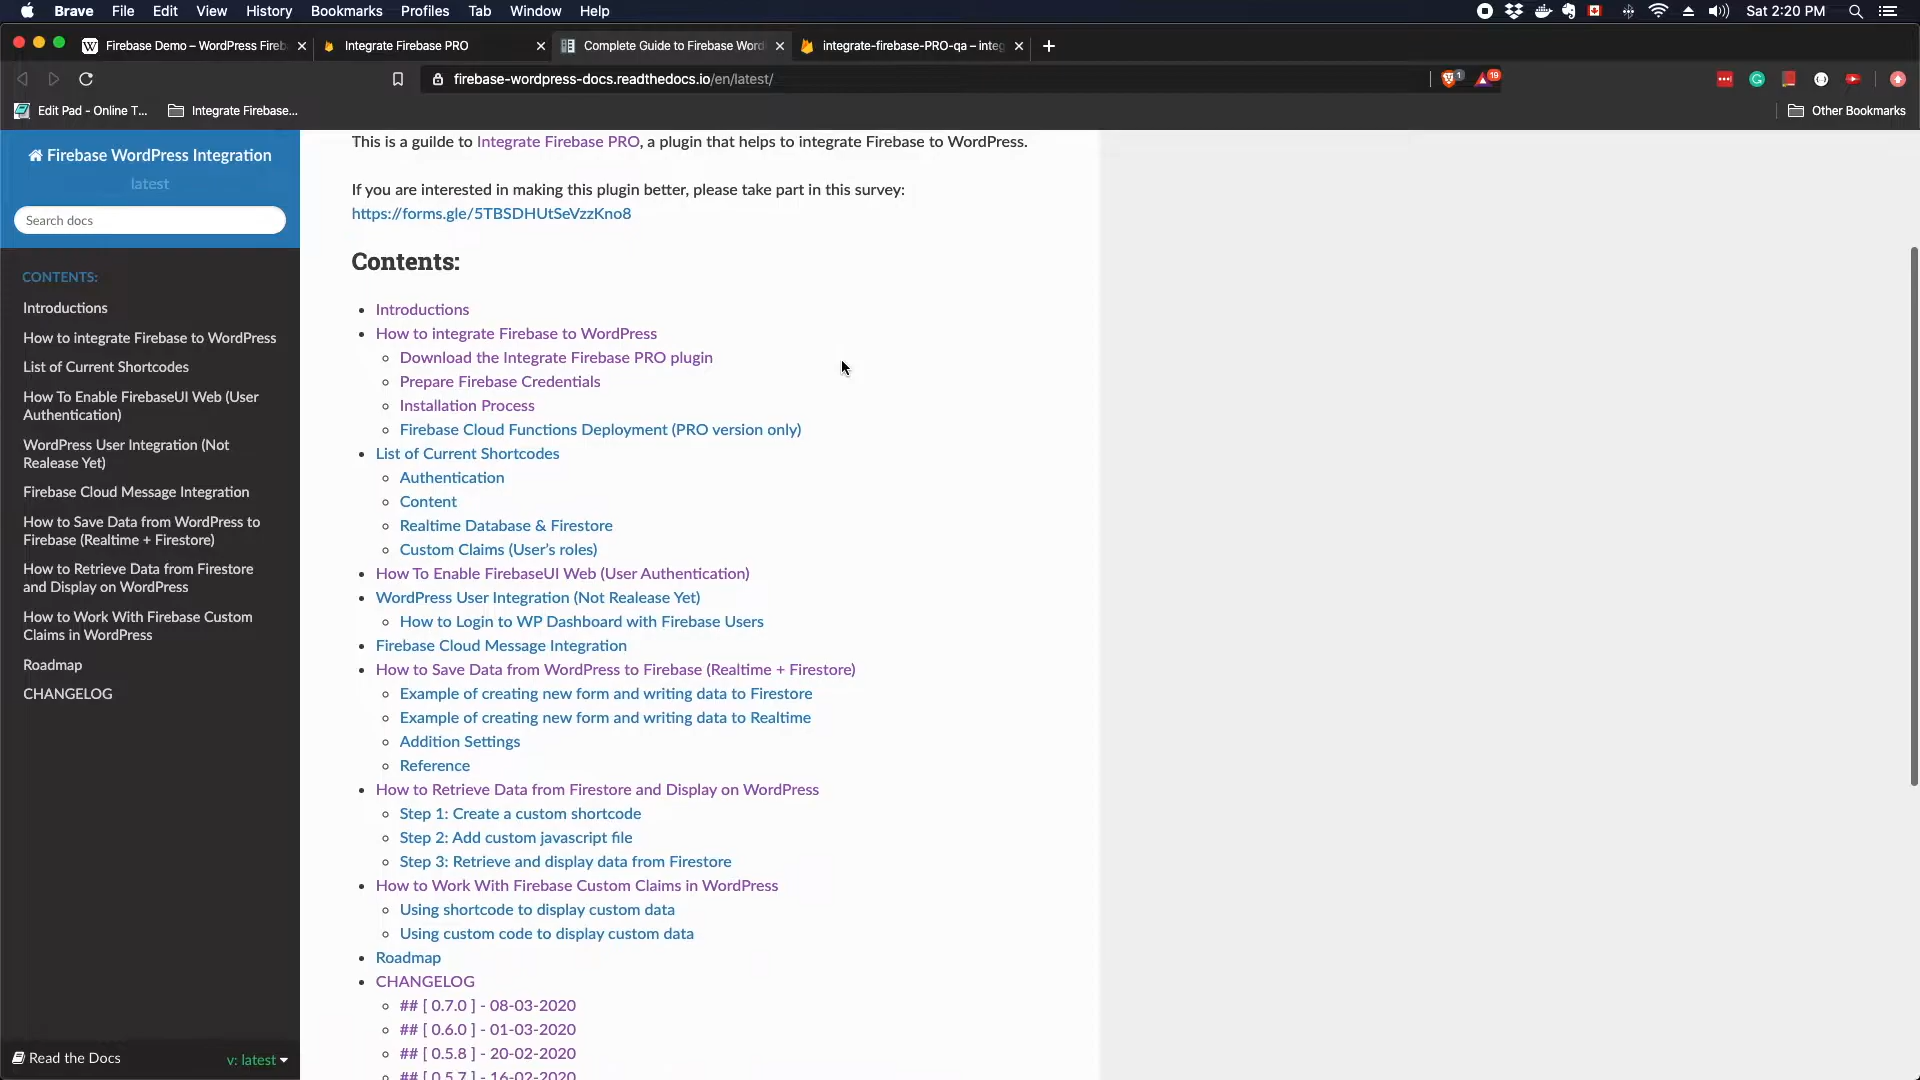 Brave File Edit View History Bookmarks Profiles Tab Window Help
Sat 2:20 PM
Firebase Demo – WordPress Fireb
Integrate Firebase PRO
Complete Guide to Firebase Word
integrate-firebase-PRO-qa – integ
firebase-wordpress-docs.readthedocs.io/en/latest/
1
19
Edit Pad - Online T...
Integrate Firebase...
Other Bookmarks
Firebase WordPress Integration
latest
Search docs
CONTENTS:
Introductions
How to integrate Firebase to WordPress
List of Current Shortcodes
How To Enable FirebaseUI Web (User
Authentication)
WordPress User Integration (Not
Realease Yet)
Firebase Cloud Message Integration
How to Save Data from WordPress to
Firebase (Realtime + Firestore)
How to Retrieve Data from Firestore
and Display on WordPress
How to Work With Firebase Custom
Claims in WordPress
Roadmap
CHANGELOG
Read the Docs
v: latest
This is a guilde to Integrate Firebase PRO, a plugin that helps to integrate Firebase to WordPress.
If you are interested in making this plugin better, please take part in this survey:
https://forms.gle/5TBSDHUtSeVzzKno8
Contents:
Introductions
How to integrate Firebase to WordPress
Download the Integrate Firebase PRO plugin
Prepare Firebase Credentials
Installation Process
Firebase Cloud Functions Deployment (PRO version only)
List of Current Shortcodes
Authentication
Content
Realtime Database & Firestore
Custom Claims (User’s roles)
How To Enable FirebaseUI Web (User Authentication)
WordPress User Integration (Not Realease Yet)
How to Login to WP Dashboard with Firebase Users
Firebase Cloud Message Integration
How to Save Data from WordPress to Firebase (Realtime + Firestore)
Example of creating new form and writing data to Firestore
Example of creating new form and writing data to Realtime
Addition Settings
Reference
How to Retrieve Data from Firestore and Display on WordPress
Step 1: Create a custom shortcode
Step 2: Add custom javascript file
Step 3: Retrieve and display data from Firestore
How to Work With Firebase Custom Claims in WordPress
Using shortcode to display custom data
Using custom code to display custom data
Roadmap
CHANGELOG
## [ 0.7.0 ] - 08-03-2020
## [ 0.6.0 ] - 01-03-2020
## [ 0.5.8 ] - 20-02-2020
## [ 0.5.7 ] - 16-02-2020